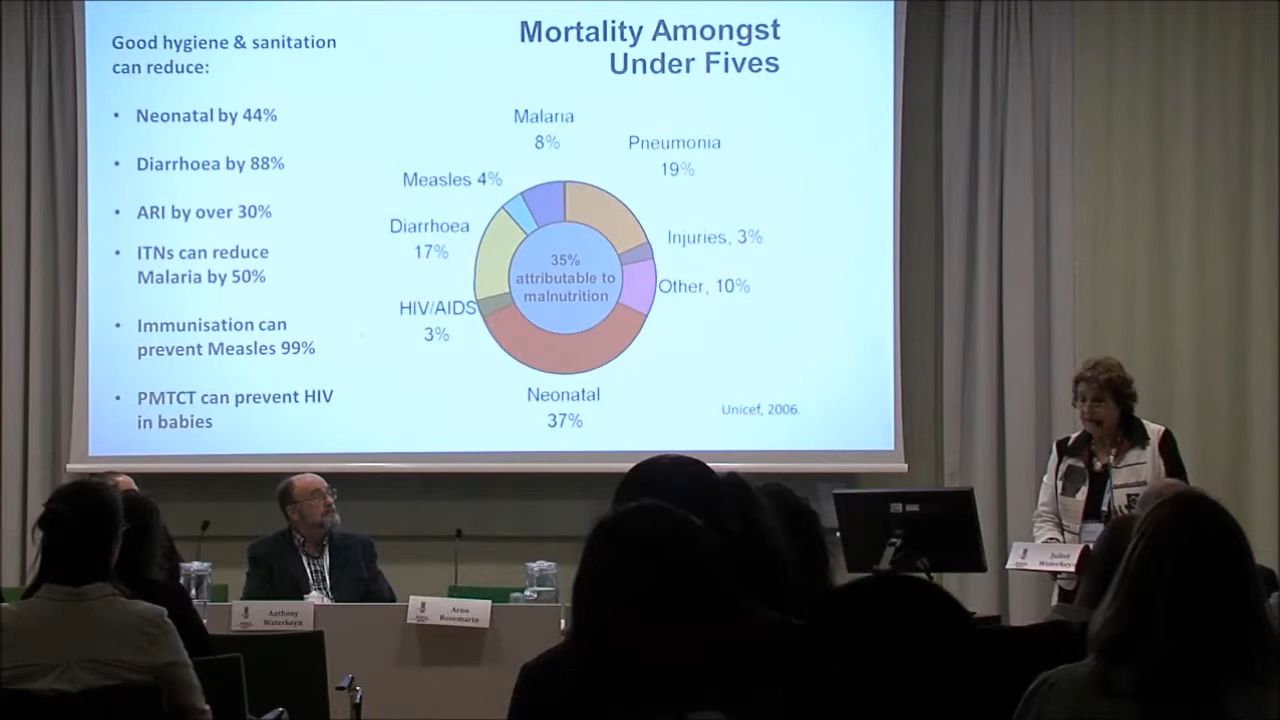 Good hygiene & sanitation
can reduce:
• Neonatal by 44%
• Diarrhoea by 88%
• ARI by over 30%
• ITNs can reduce
Malaria by 50%
• Immunisation can
prevent Measles 99%
• PMTCT can prevent HIV
in babies
Mortality Amongst
Under Fives
Malaria
8%
Pneumonia
19%
Measles 4%
Diarrhoea
17%
Injuries, 3%
Other, 10%
HIV/AIDS
3%
35%
attributable to
malnutrition
Neonatal
37%
Unicef, 2006.
Anthony
Waterkeyn
Arno
Rosemarin
Juliet
Waterkeyn